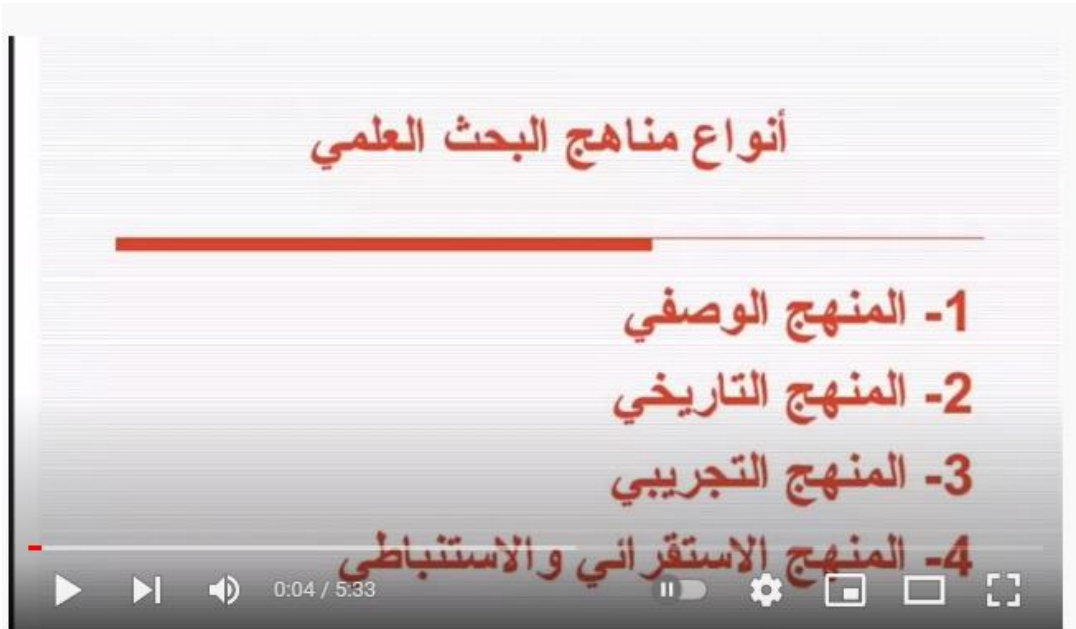 أنواع مناهج البحث العلمي
1- المنهج الوصفي
2- المنهج التاريخي
3- المنهج التجريبي
4- المنهج الاستقرائي والاستنباطي
0:04 / 5:33